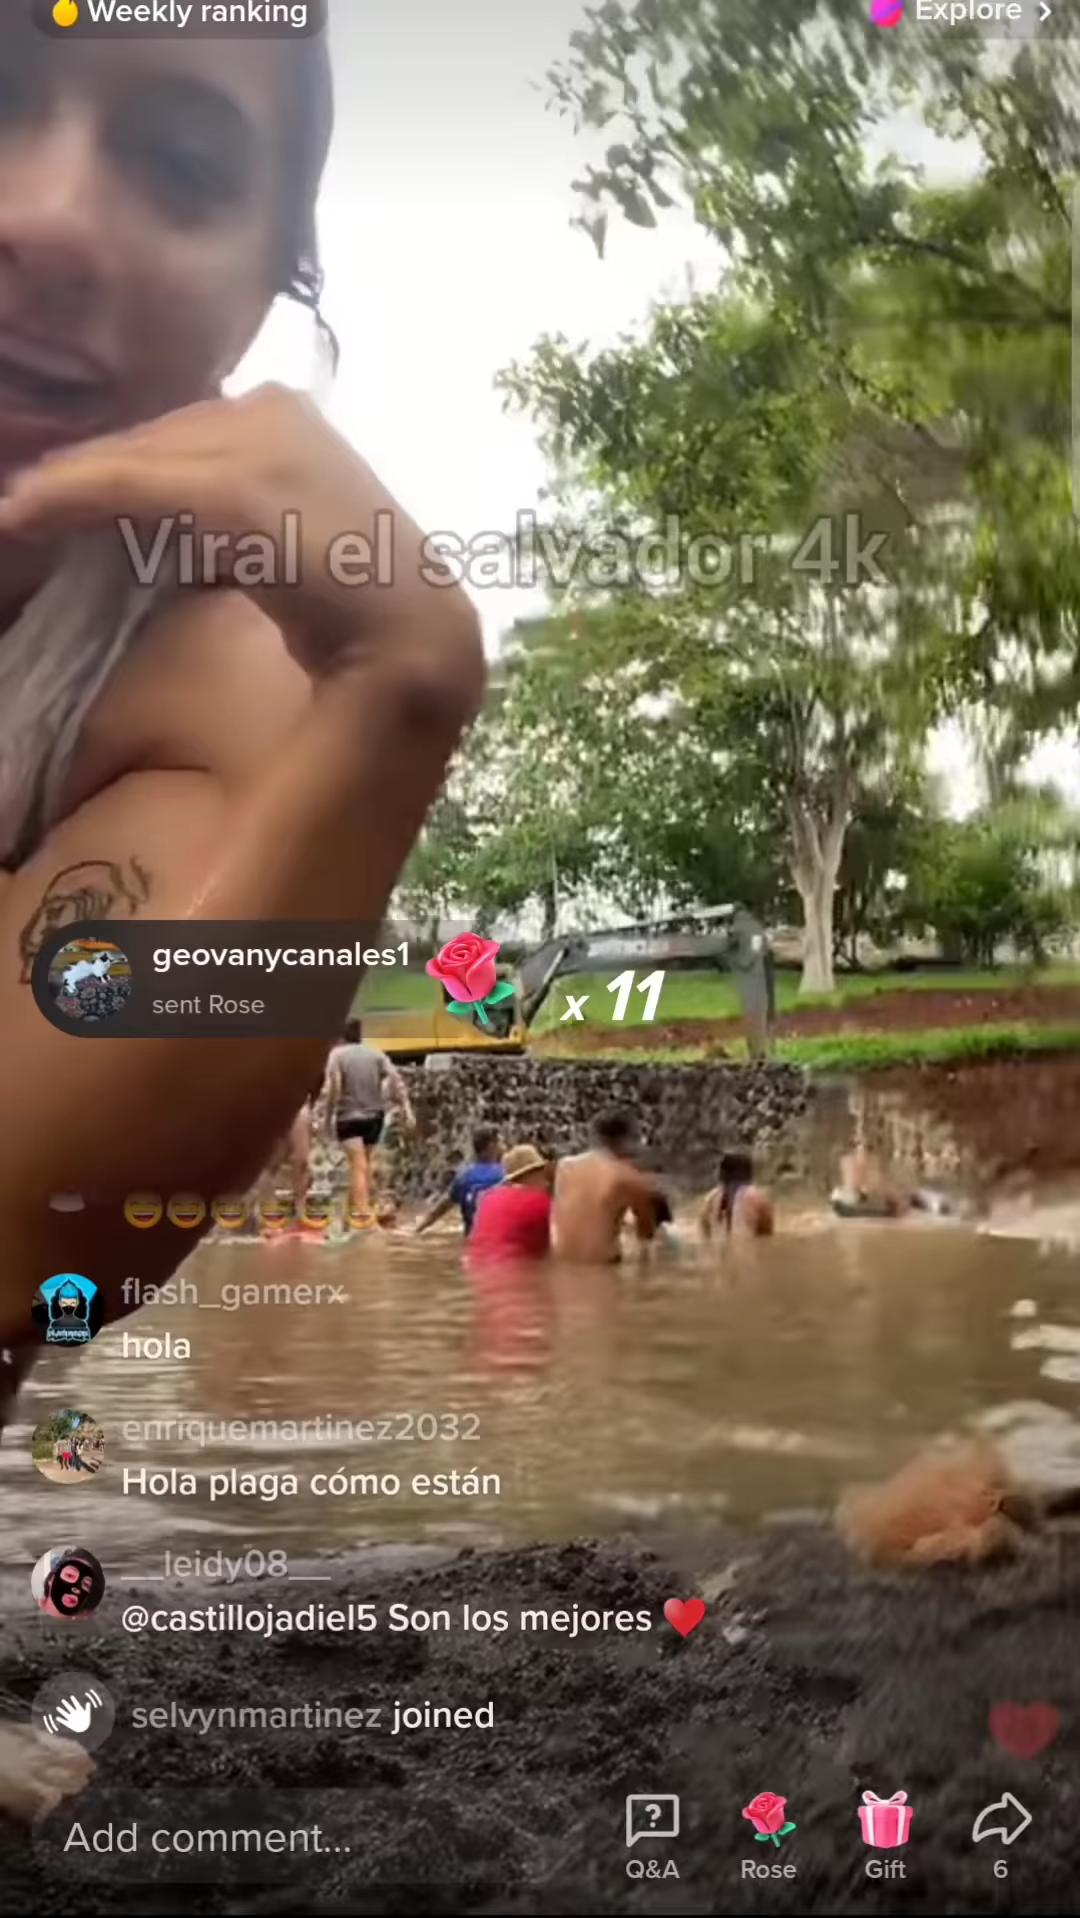 Weekly ranking
Explore >
Viral el salvador 4k
geovanycanales1
sent Rose
x 11
flash_gamerx
hola
enriquemartinez2032
Hola plaga cómo están
__leidy08__
@castillojadiel5 Son los mejores
selvynmartinez joined
Add comment...
Q&A
Rose
Gift
6